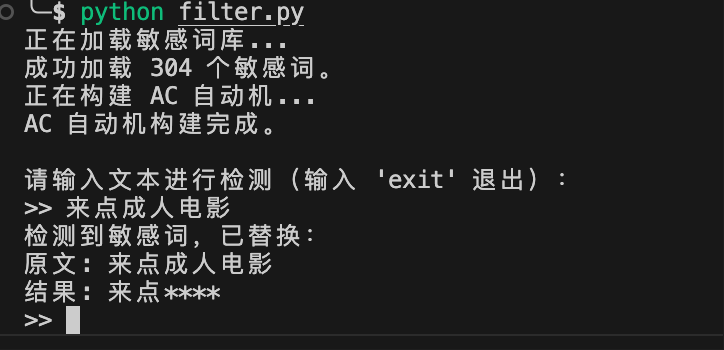 ╰─$ python filter.py
正在加载敏感词库...
成功加载 304 个敏感词。
正在构建 AC 自动机...
AC 自动机构建完成。
请输入文本进行检测（输入 'exit' 退出）：
>> 来点成人电影
检测到敏感词，已替换：
原文: 来点成人电影
结果: 来点****
>>